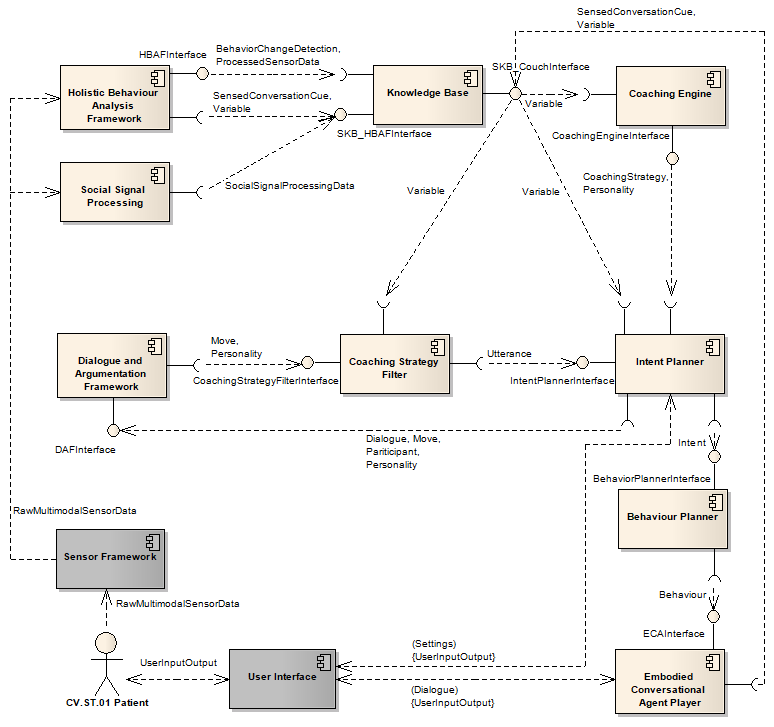 SensedConversationCue,
Variable
HBAFInterface
BehaviorChangeDetection,
ProcessedSensorData
SKB_CouchInterface
Holistic Behaviour
Analysis
Framework
SensedConversationCue,
Variable
Knowledge Base
Variable
Coaching Engine
SKB_HBAFInterface
CoachingEngineInterface
Social Signal
Processing
SocialSignalProcessingData
Variable
Variable
CoachingStrategy,
Personality
Dialogue and
Argumentation
Framework
Move,
Personality
CoachingStrategyFilterInterface
Coaching Strategy
Filter
Utterance
IntentPlannerInterface
Intent Planner
DAFInterface
Dialogue, Move,
Pariticipant,
Personality
Intent
BehaviorPlannerInterface
RawMultimodalSensorData
Behaviour Planner
Sensor Framework
RawMultimodalSensorData
Behaviour
ECAInterface
UserInputOutput
(Settings)
{UserInputOutput}
User Interface
(Dialogue)
{UserInputOutput}
Embodied
Conversational
Agent Player
CV.ST.01 Patient